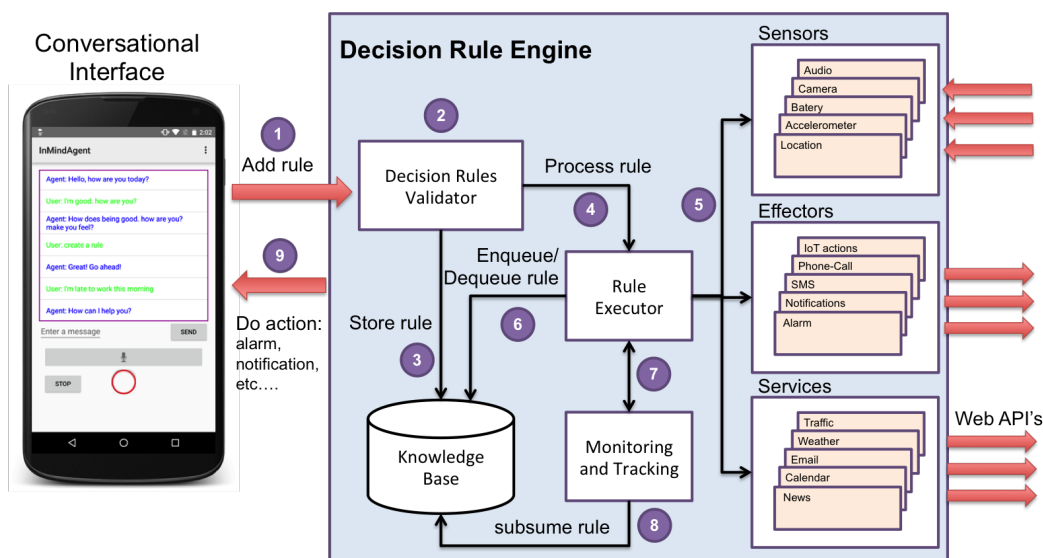 Conversational
Interface
2:02
InMindAgent
Agent: Hello, how are you today?
User: I'm good. how are you?
Agent: How does being good. how are you?
make you feel?
User: create a rule
Agent: Great! Go ahead!
User: I'm late to work this morning
Agent: How can I help you?
Enter a message
SEND
STOP
1
Add rule
9
Do action:
alarm,
notification,
etc….
Decision Rule Engine
2
Decision Rules
Validator
Process rule
4
Enqueue/
Dequeue rule
6
Rule
Executor
5
Store rule
3
7
Knowledge
Base
Monitoring
and Tracking
subsume rule
8
Sensors
Audio
Camera
Batery
Accelerometer
Location
Effectors
IoT actions
Phone-Call
SMS
Notifications
Alarm
Services
Traffic
Weather
Email
Calendar
News
Web API's